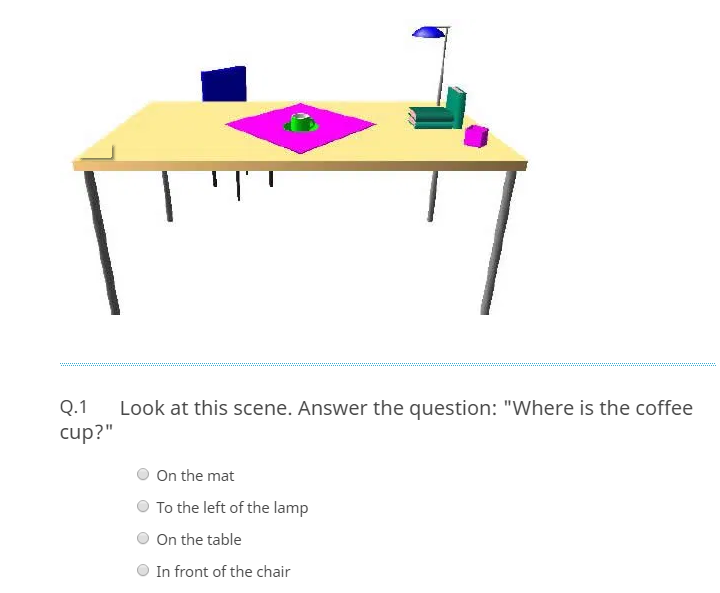 Q.1 Look at this scene. Answer the question: "Where is the coffee
cup?"
On the mat
To the left of the lamp
On the table
In front of the chair